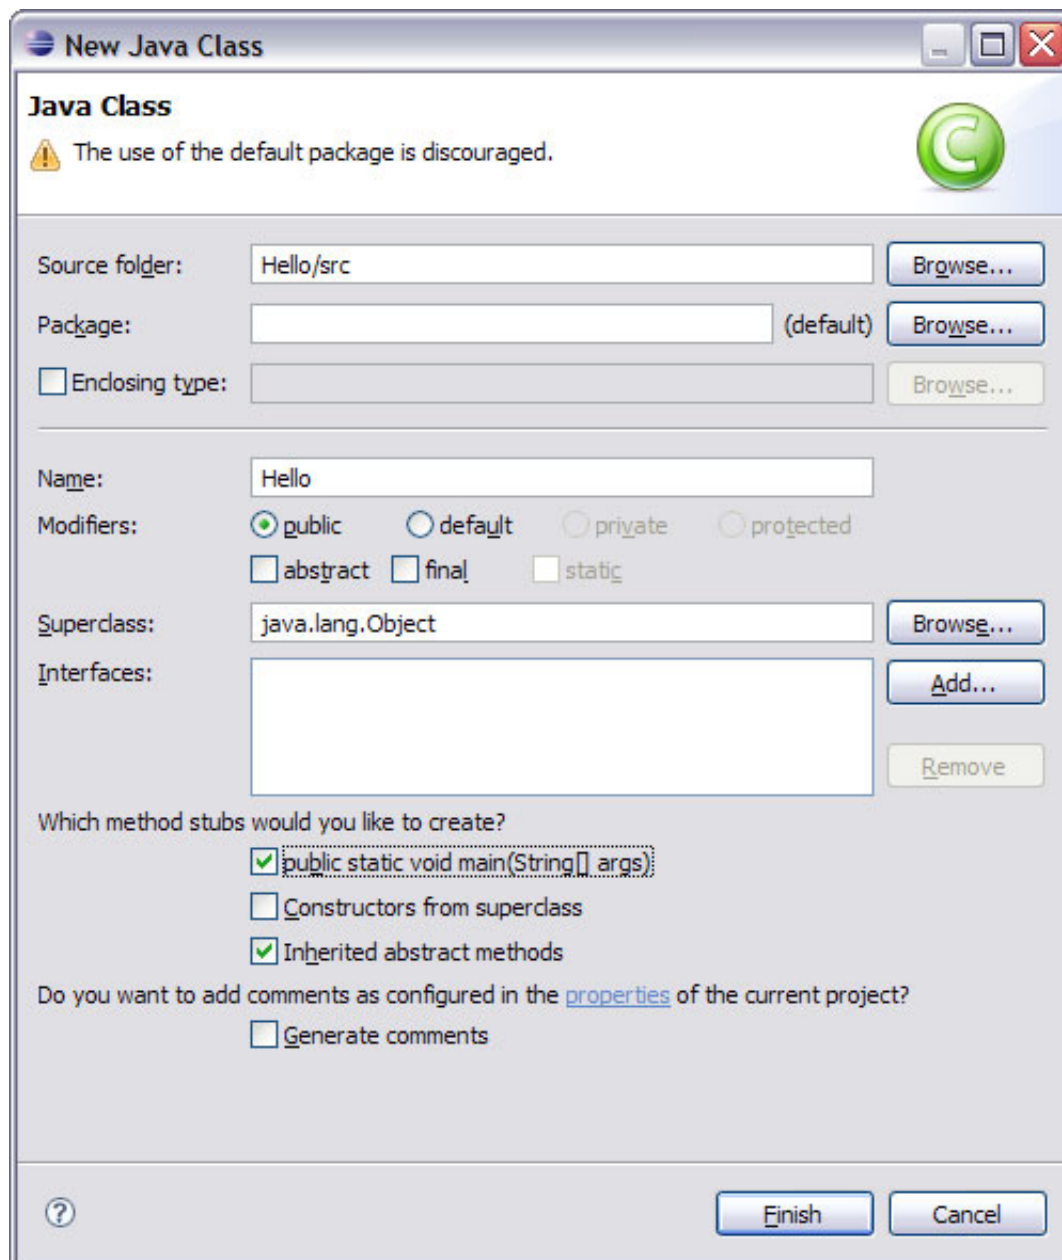 New Java Class
Java Class
The use of the default package is discouraged.
Source folder: Hello/src Browse...
Package: (default) Browse...
Enclosing type: Browse...
Name: Hello
Modifiers: public default private protected
abstract final static
Superclass: java.lang.Object Browse...
Interfaces: Add...
Remove
Which method stubs would you like to create?
public static void main(String[] args)
Constructors from superclass
Inherited abstract methods
Do you want to add comments as configured in the properties of the current project?
Generate comments
? Finish Cancel